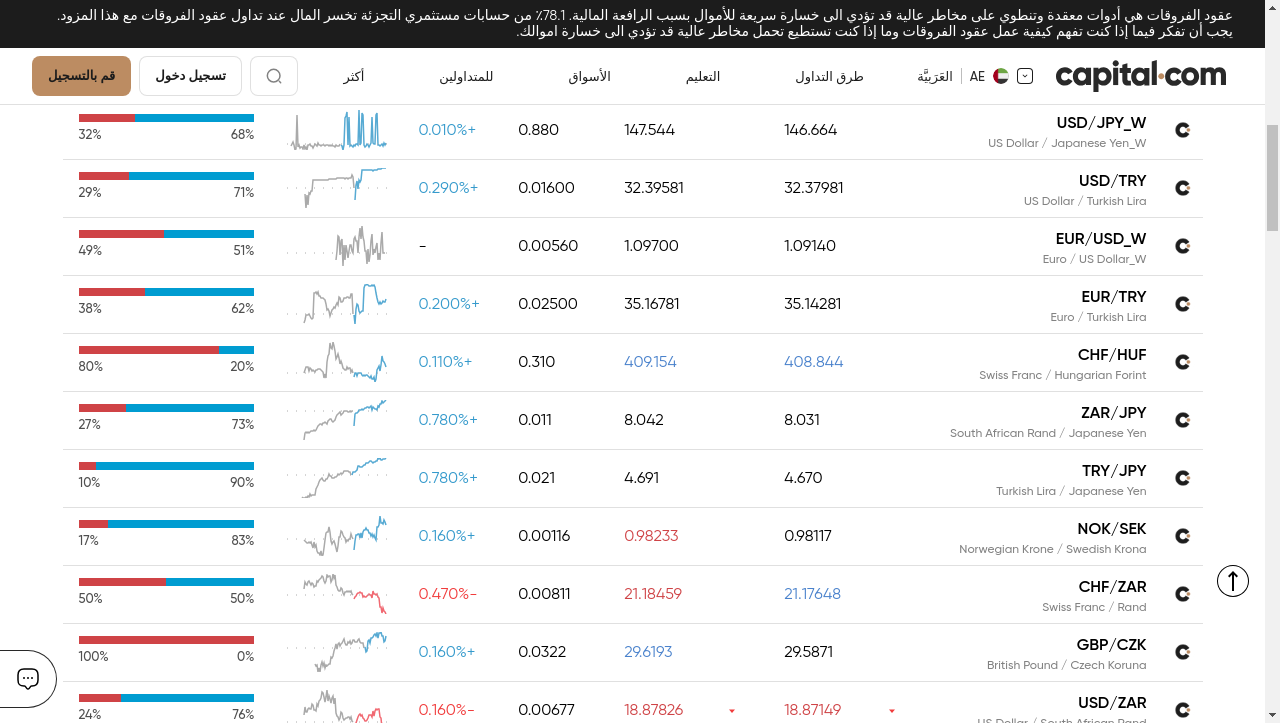 عقود الفروقات هي أدوات معقدة وتنطوي على مخاطر عالية قد تؤدي الى خسارة سريعة للأموال بسبب الرافعة المالية. 78.1٪ من حسابات مستثمري التجزئة تخسر المال عند تداول عقود الفروقات مع هذا المزود.
يجب ان تفكر فيما إذا كنت تفهم كيفية عمل عقود الفروقات وما إذا كنت تستطيع تحمل مخاطر عالية قد تؤدي الى خسارة اموالك.
capital.com AE العَرَبيَّة طرق التداول التعليم الأسواق للمتداولين أكثر تسجيل دخول قم بالتسجيل
USD/JPY_W 146.664 147.544 0.880 0.010%+ 68% 32%
US Dollar / Japanese Yen_W
USD/TRY 32.37981 32.39581 0.01600 0.290%+ 71% 29%
US Dollar / Turkish Lira
EUR/USD_W 1.09140 1.09700 0.00560 - 51% 49%
Euro / US Dollar_W
EUR/TRY 35.14281 35.16781 0.02500 0.200%+ 62% 38%
Euro / Turkish Lira
CHF/HUF 408.844 409.154 0.310 0.110%+ 20% 80%
Swiss Franc / Hungarian Forint
ZAR/JPY 8.031 8.042 0.011 0.780%+ 73% 27%
South African Rand / Japanese Yen
TRY/JPY 4.670 4.691 0.021 0.780%+ 90% 10%
Turkish Lira / Japanese Yen
NOK/SEK 0.98117 0.98233 0.00116 0.160%+ 83% 17%
Norwegian Krone / Swedish Krona
CHF/ZAR 21.17648 21.18459 0.00811 0.470%- 50% 50%
Swiss Franc / Rand
GBP/CZK 29.5871 29.6193 0.0322 0.160%+ 0% 100%
British Pound / Czech Koruna
USD/ZAR 18.87149 18.87826 0.00677 0.160%- 76% 24%
US Dollar / South African Rand